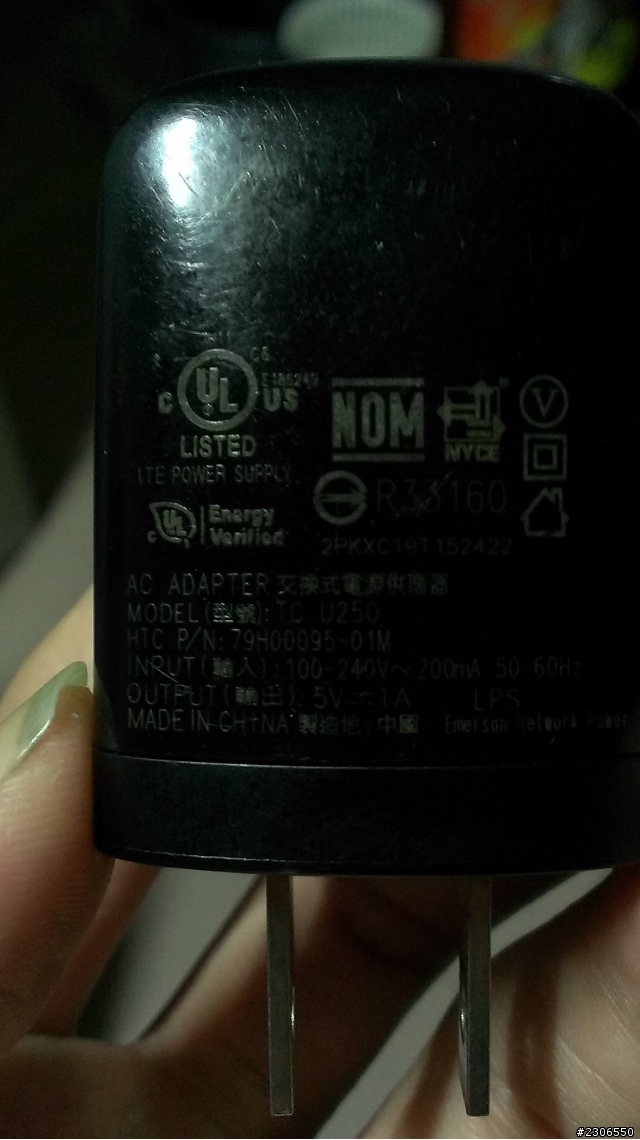 C UL US
LISTED
NOM
NYCE
V
LTE POWER SUPPLY
R33160
c UL Energy
Verified
2PKXC19T152422
AC ADAPTER 交換式電源供應器
MODEL(型號): TC U250
HTC P/N: 79H00095-01M
INPUT(輸入): 100-240V~200mA 50-60Hz
OUTPUT(輸出): 5V⎓1A LPS
MADE IN CHINA 製造地: 中國 Emerson Network Power
#2306550